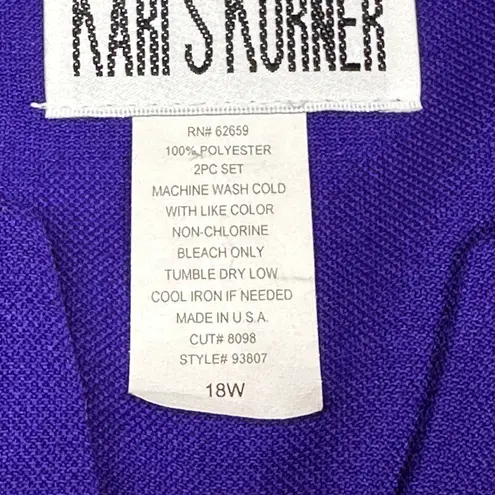 KARI'S KORNER
RN# 62659
100% POLYESTER
2PC SET
MACHINE WASH COLD
WITH LIKE COLOR
NON-CHLORINE
BLEACH ONLY
TUMBLE DRY LOW
COOL IRON IF NEEDED
MADE IN U.S.A.
CUT# 8098
STYLE# 93807
18W